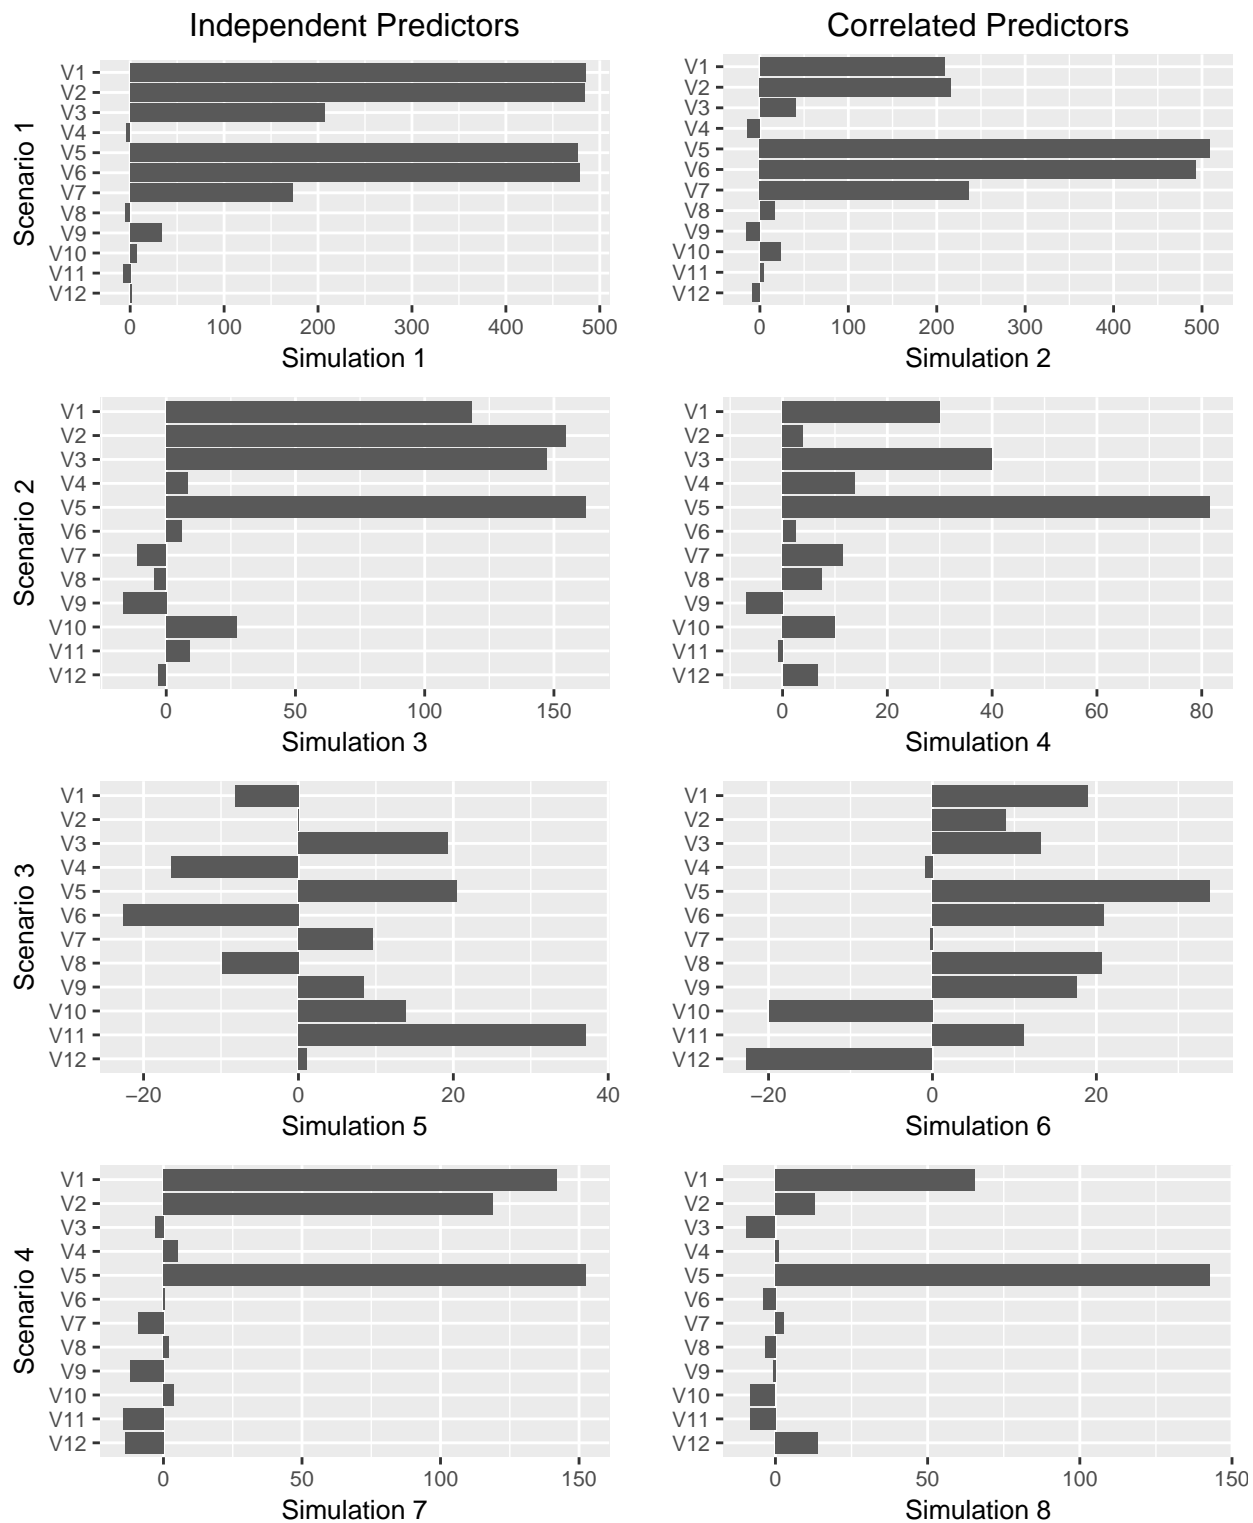 Independent Predictors
Correlated Predictors
Scenario 1
V1
V2
V3
V4
V5
V6
V7
V8
V9
V10
V11
V12
0 100 200 300 400 500
Simulation 1
V1
V2
V3
V4
V5
V6
V7
V8
V9
V10
V11
V12
0 100 200 300 400 500
Simulation 2
Scenario 2
V1
V2
V3
V4
V5
V6
V7
V8
V9
V10
V11
V12
0 50 100 150
Simulation 3
V1
V2
V3
V4
V5
V6
V7
V8
V9
V10
V11
V12
0 20 40 60 80
Simulation 4
Scenario 3
V1
V2
V3
V4
V5
V6
V7
V8
V9
V10
V11
V12
−20 0 20 40
Simulation 5
V1
V2
V3
V4
V5
V6
V7
V8
V9
V10
V11
V12
−20 0 20
Simulation 6
Scenario 4
V1
V2
V3
V4
V5
V6
V7
V8
V9
V10
V11
V12
0 50 100 150
Simulation 7
V1
V2
V3
V4
V5
V6
V7
V8
V9
V10
V11
V12
0 50 100 150
Simulation 8